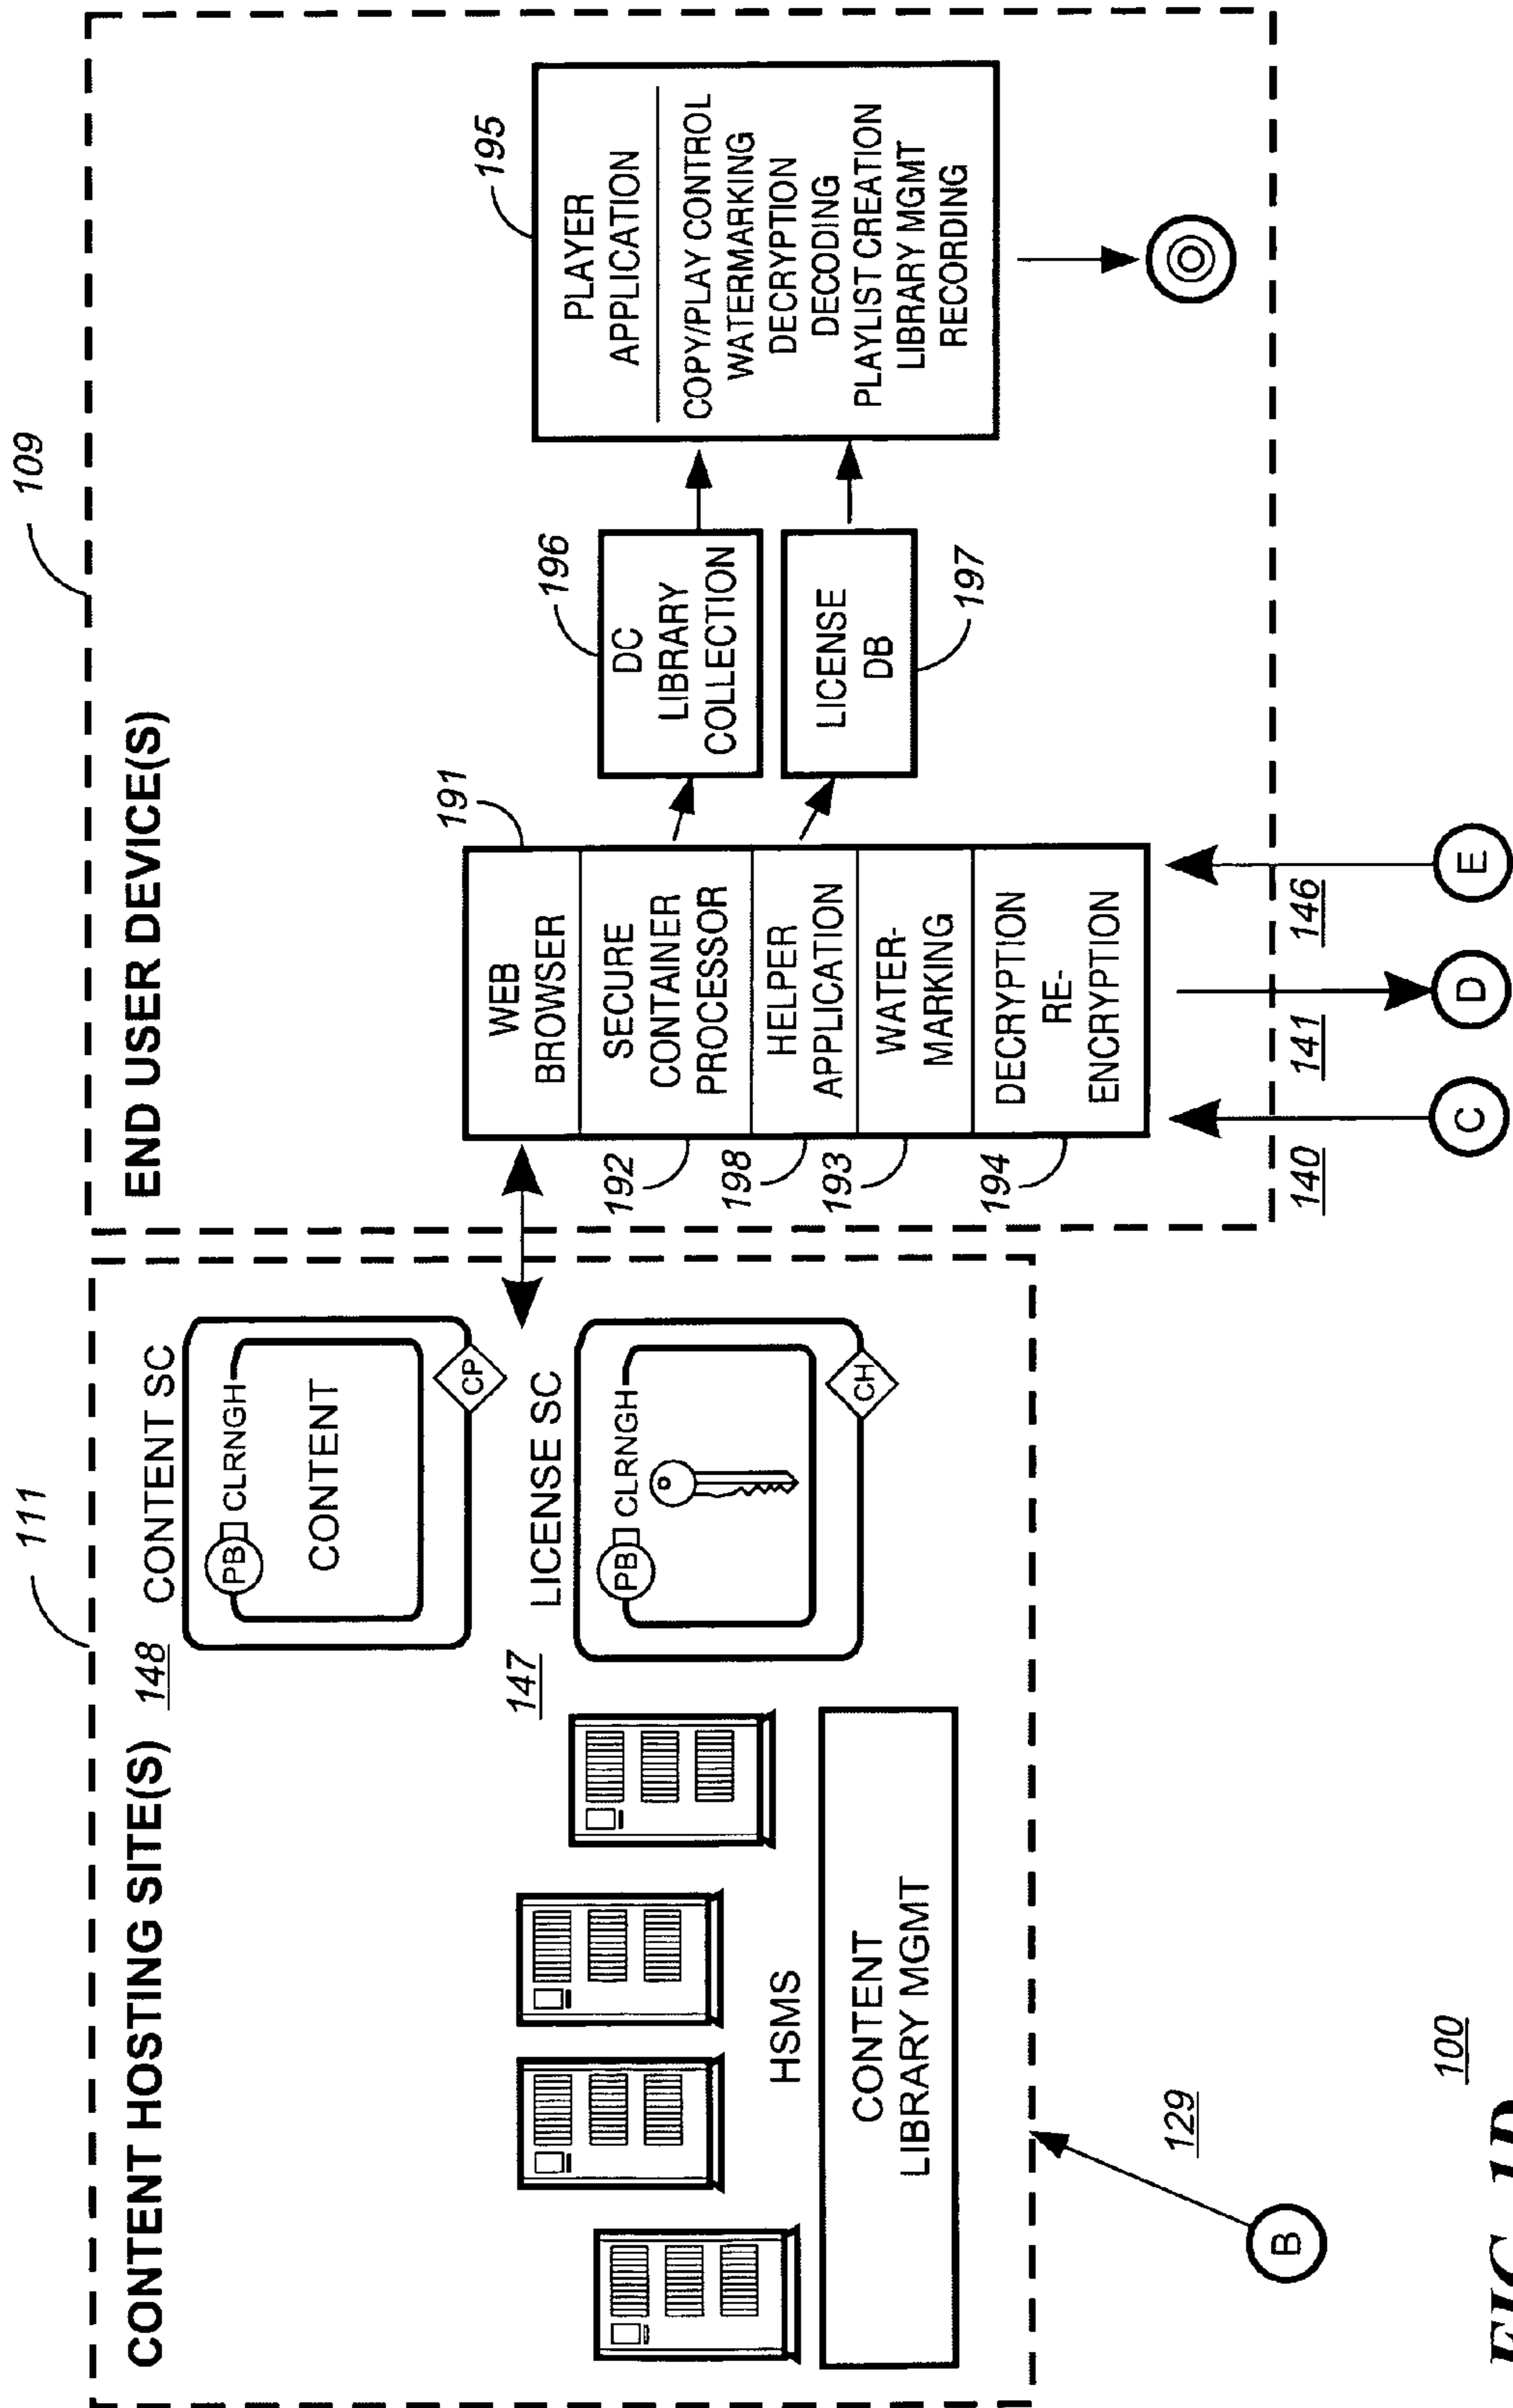 111
CONTENT HOSTING SITE(S)
148
CONTENT SC
PB
CLRNGH
CONTENT
CP
147
LICENSE SC
PB
CLRNGH
CH
HSMS
CONTENT
LIBRARY MGMT
129
B
109
END USER DEVICE(S)
191
WEB
BROWSER
SECURE
CONTAINER
PROCESSOR
192
HELPER
APPLICATION
198
WATER-
MARKING
193
DECRYPTION
RE-
ENCRYPTION
194
196
DC
LIBRARY
COLLECTION
LICENSE
DB
197
195
PLAYER
APPLICATION
COPY/PLAY CONTROL
WATERMARKING
DECRYPTION
DECODING
PLAYLIST CREATION
LIBRARY MGMT
RECORDING
140
141
146
C
D
E
100
FIG. 1D